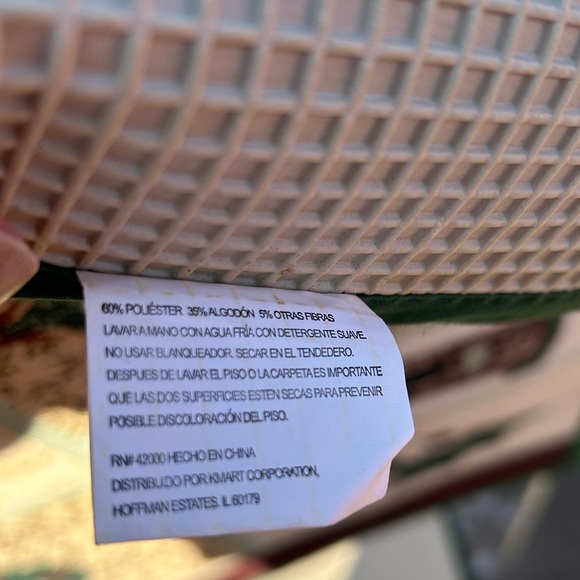 60% POLIÉSTER 35% ALGODÓN 5% OTRAS FIBRAS
LAVAR A MANO CON AGUA FRÍA CON DETERGENTE SUAVE.
NO USAR BLANQUEADOR. SECAR EN EL TENDEDERO.
DESPUES DE LAVAR EL PISO O LA CARPETA ES IMPORTANTE
QUE LAS DOS SUPERFICIES ESTEN SECAS PARA PREVENIR
POSIBLE DISCOLORACIÓN DEL PISO.
RN# 42000 HECHO EN CHINA
DISTRIBUIDO POR KMART CORPORATION,
HOFFMAN ESTATES. IL 60179